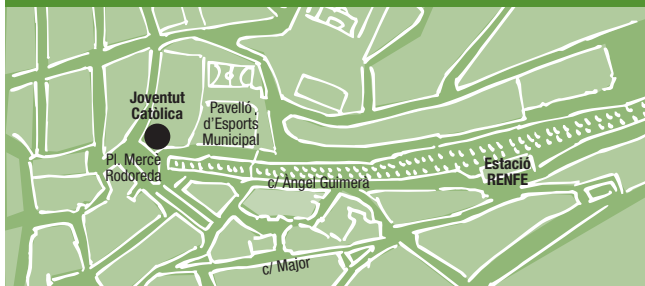 Joventut
Catòlica
Pavelló
d'Esports
Municipal
Pl. Mercè
Rodoreda
c/ Àngel Guimerà
Estació
RENFE
c/ Major